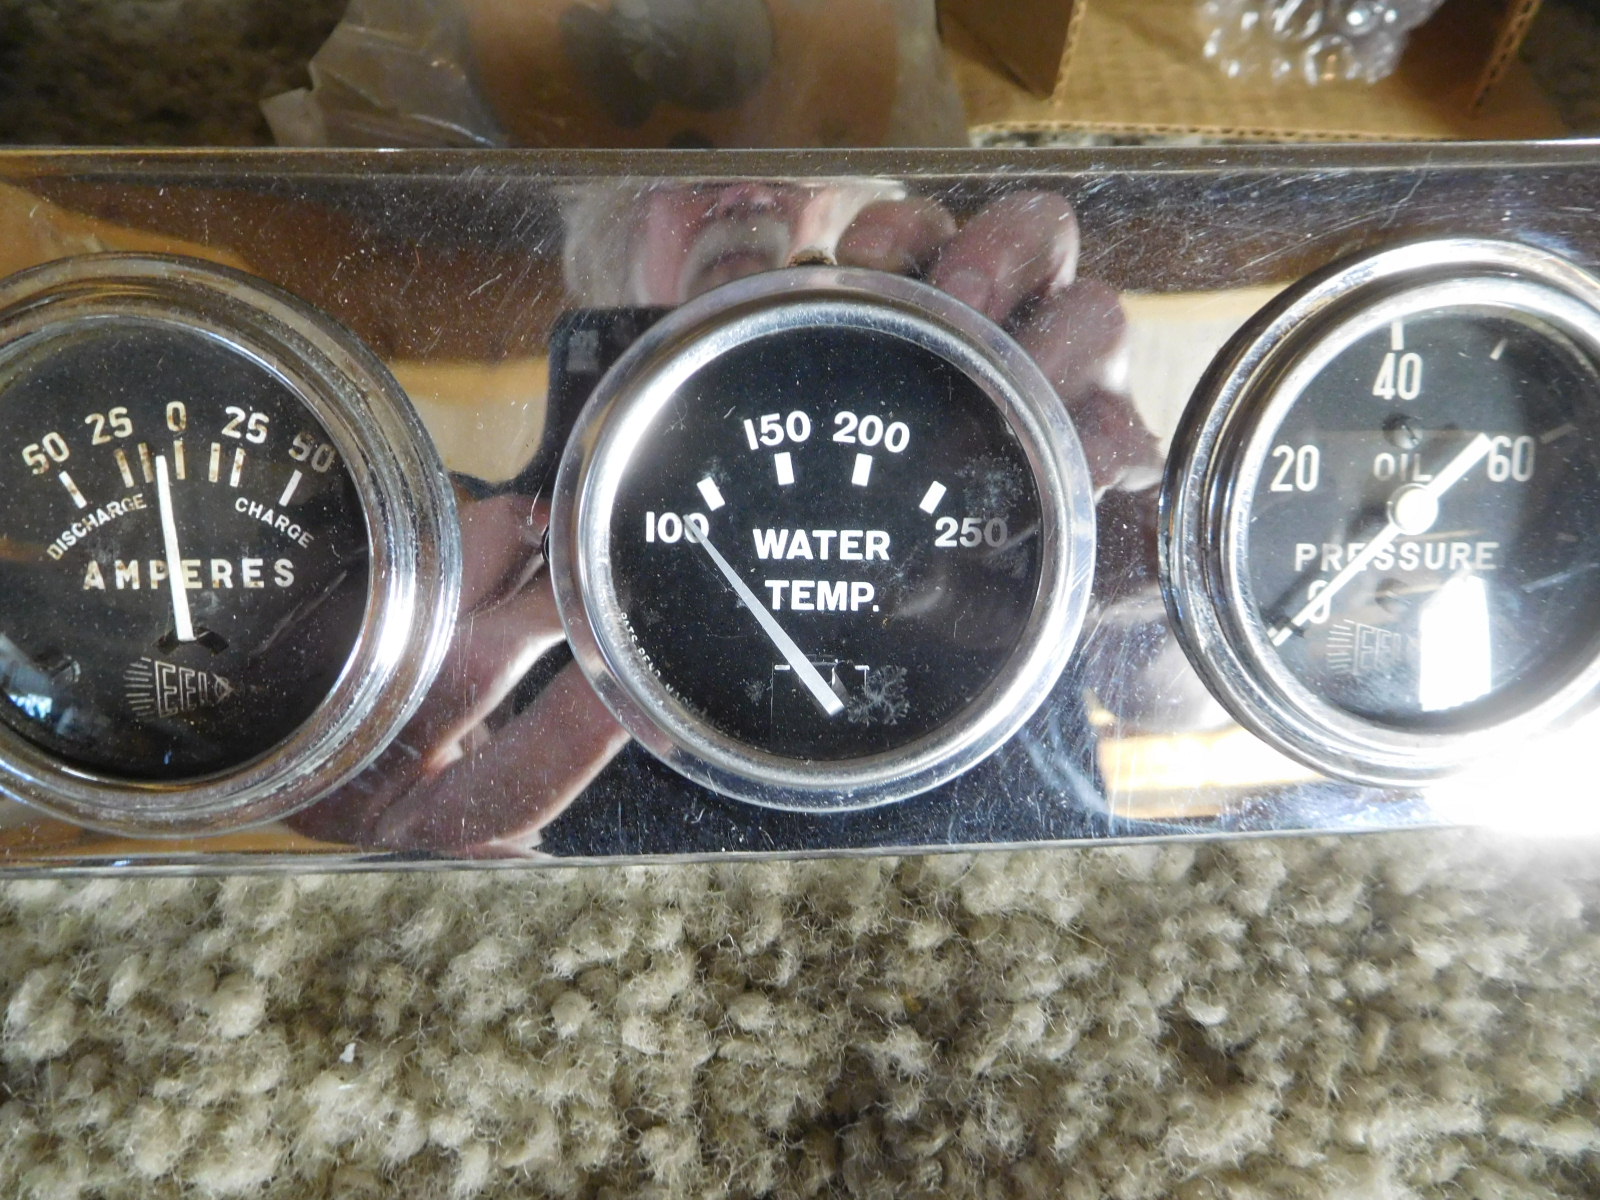 50 25 0 25 50
DISCHARGE CHARGE
AMPERES
150 200
100 250
WATER
TEMP.
40
20 60
OIL
PRESSURE
0